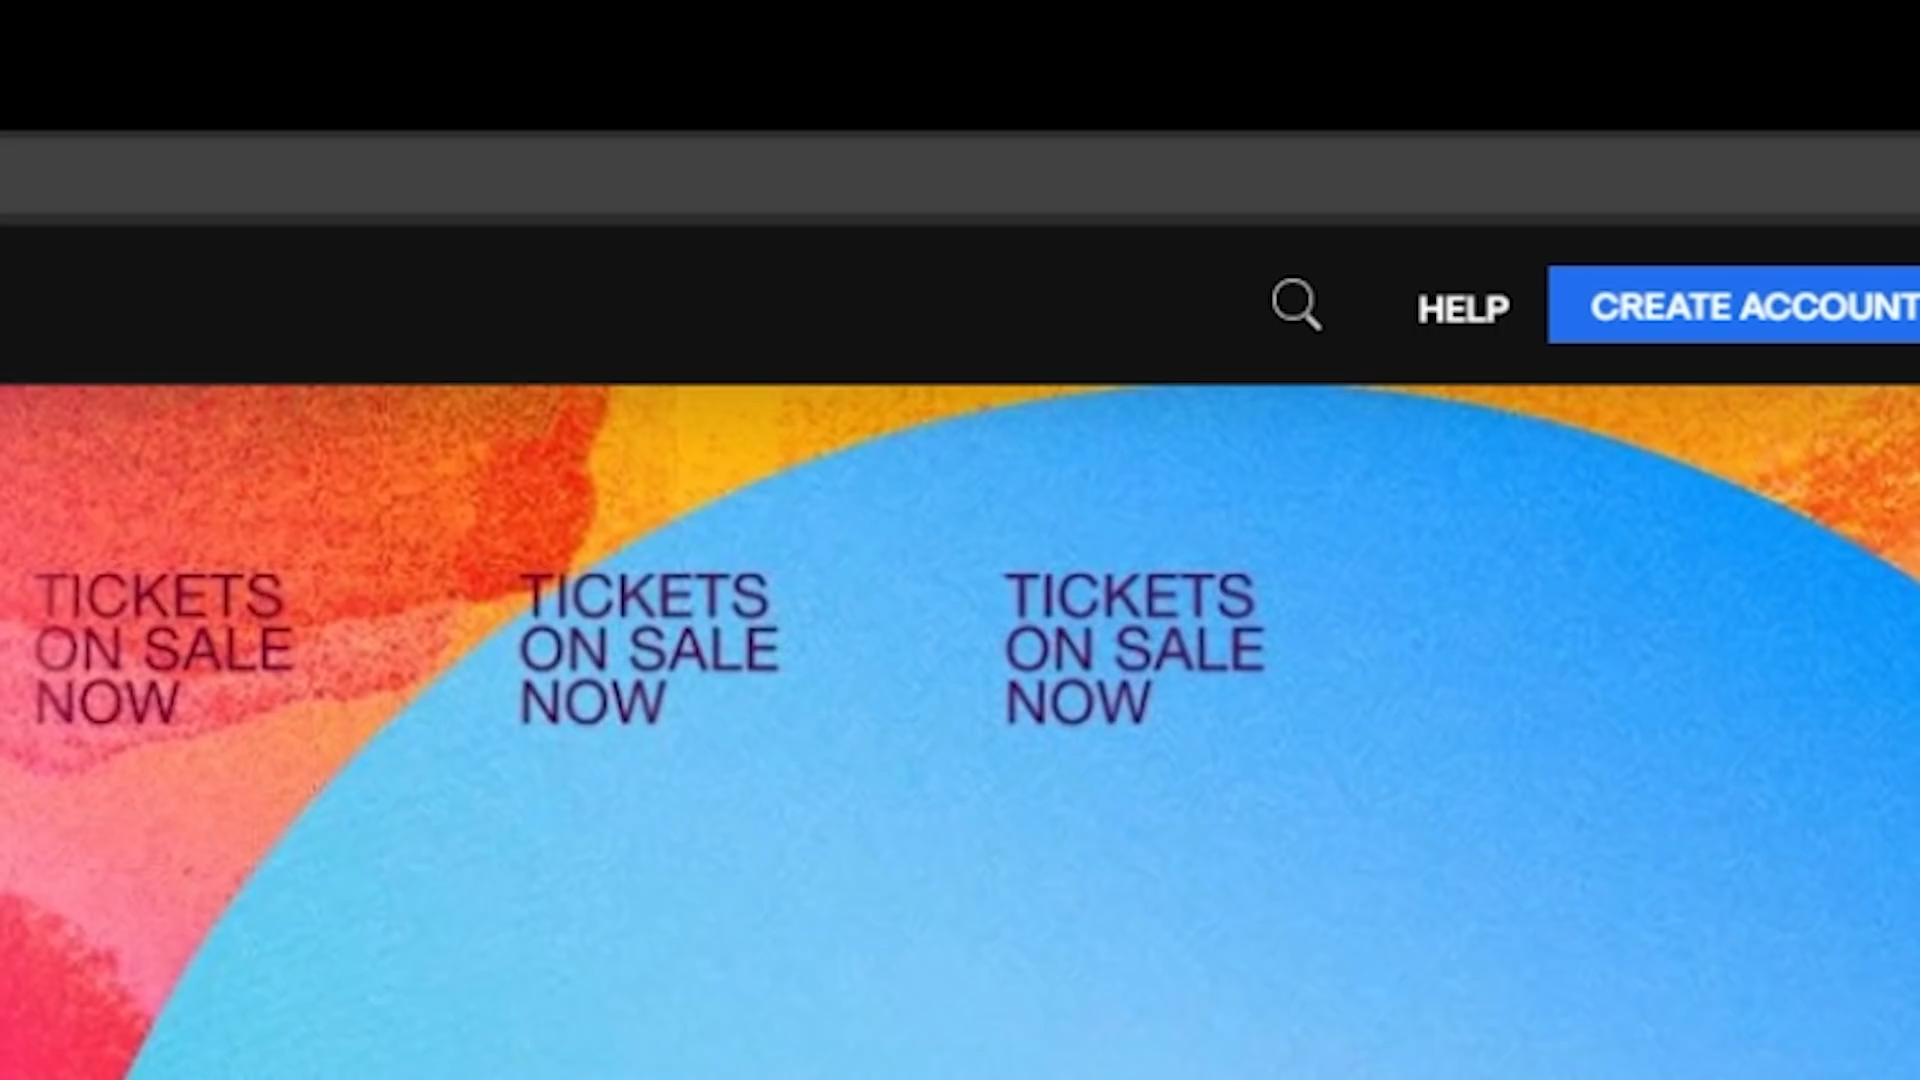 HELP
CREATE ACCOUNT
TICKETS
ON SALE
NOW
TICKETS
ON SALE
NOW
TICKETS
ON SALE
NOW